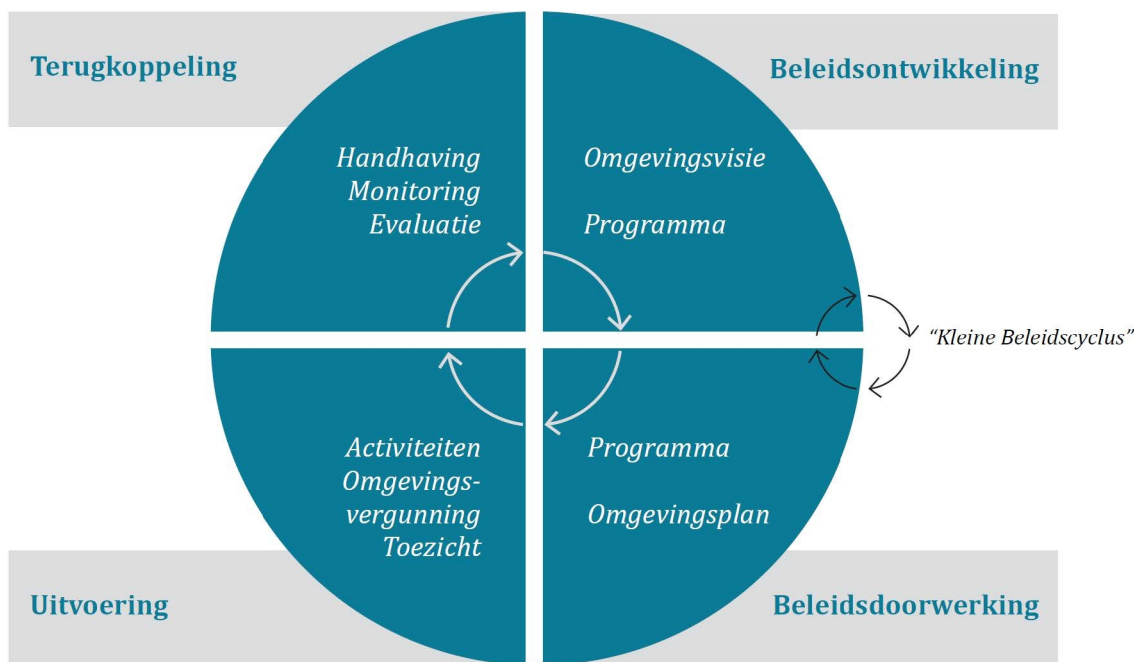 Terugkoppeling
Beleidsontwikkeling
Handhaving
Monitoring
Evaluatie
Omgevingsvisie
Programma
“Kleine Beleidscyclus”
Activiteiten
Omgevings-
vergunning
Toezicht
Programma
Omgevingsplan
Uitvoering
Beleidsdoorwerking